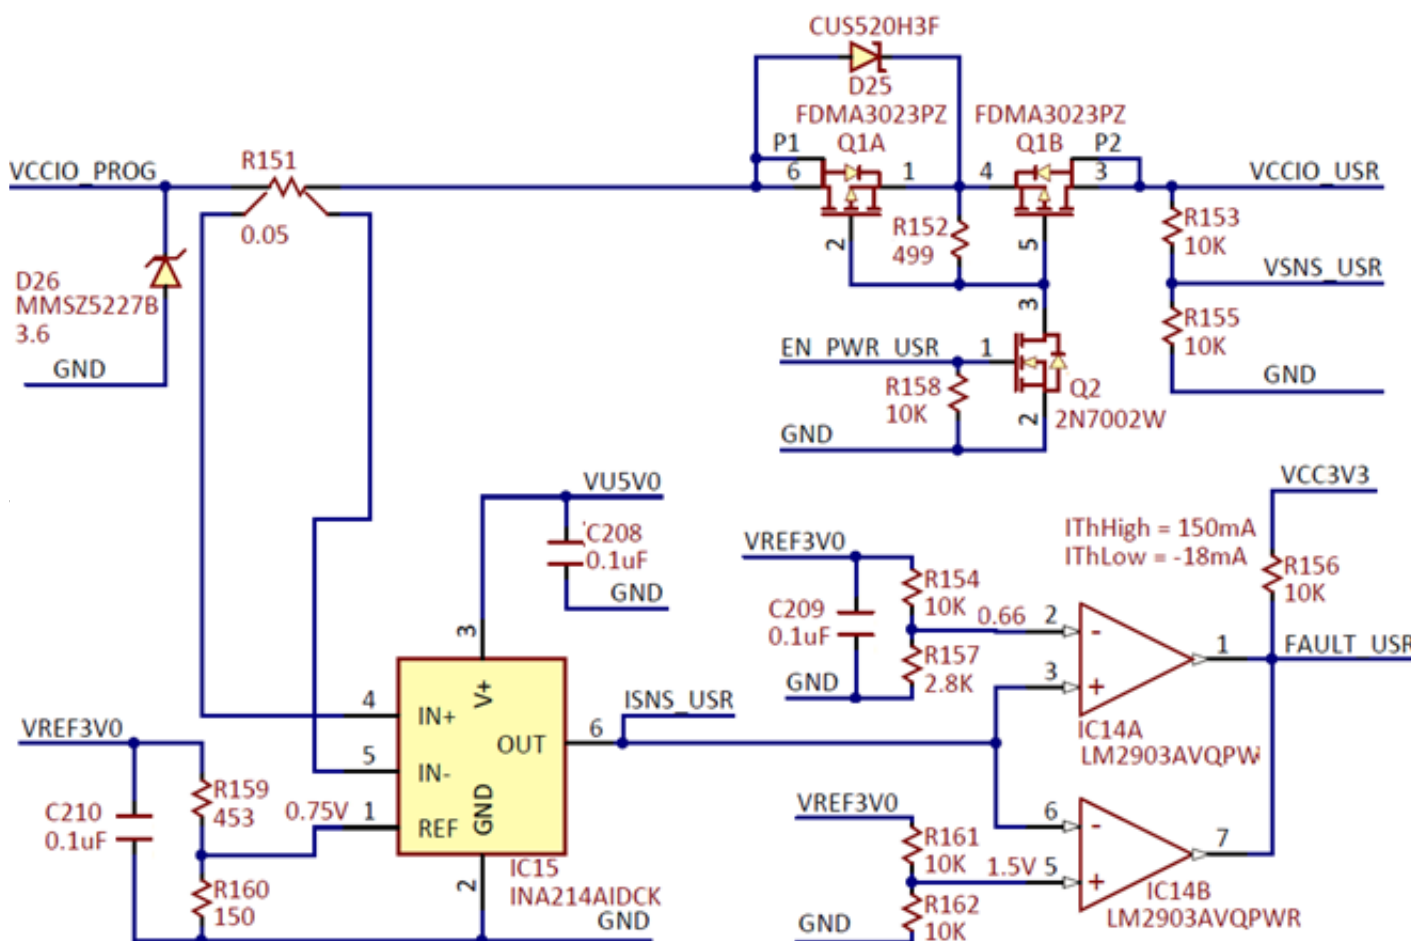 CUS520H3F
D25
FDMA3023PZ
FDMA3023PZ
P1
Q1A
Q1B
P2
VCCIO_PROG
R151
6
1
4
3
VCCIO_USR
0.05
2
R152
499
5
R153
10K
VSNS_USR
D26
MMSZ5227B
3.6
GND
3
R155
10K
EN_PWR_USR
1
GND
R158
10K
Q2
2
2N7002W
GND
VU5V0
C208
0.1uF
GND
VCC3V3
IThHigh = 150mA
IThLow = -18mA
R156
10K
VREF3V0
R154
10K
0.66
2
-
C209
0.1uF
R157
2.8K
3
+
1
FAULT_USR
GND
IC14A
LM2903AVQPW
3
V+
4
IN+
ISNS_USR
6
OUT
5
IN-
1
REF
GND
VREF3V0
R159
453
0.75V
C210
0.1uF
R160
150
2
IC15
INA214AIDCK
GND
VREF3V0
6
-
R161
10K
1.5V
5
+
7
IC14B
LM2903AVQPWR
R162
10K
GND